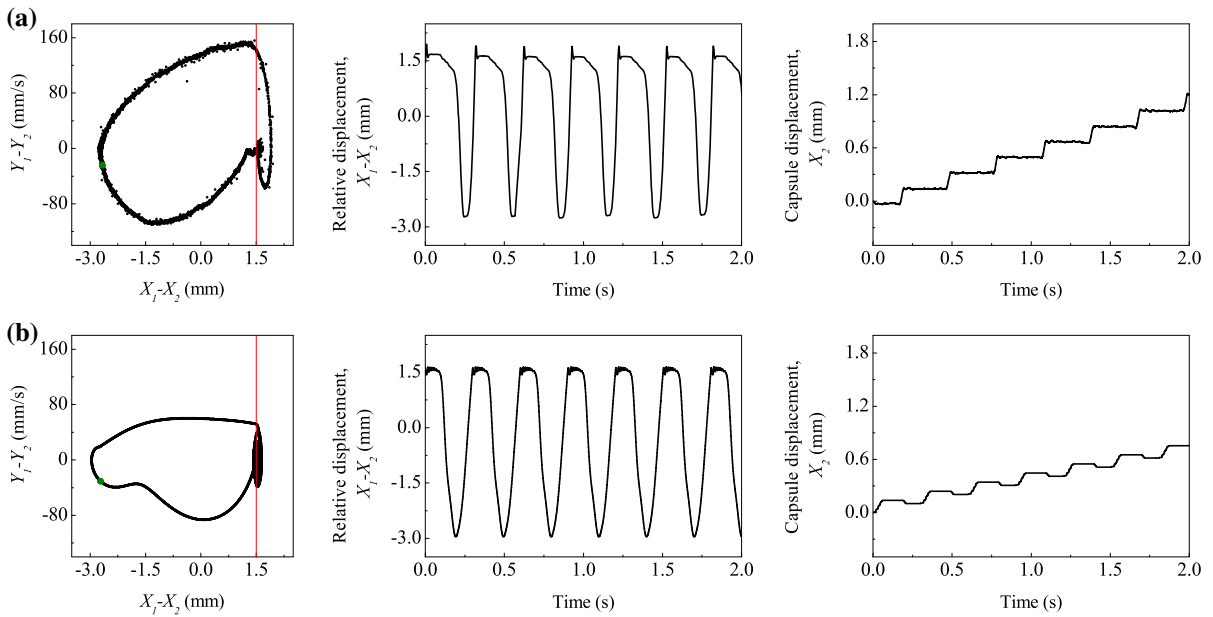 (a)
160
80
0
-80
-3.0 -1.5 0.0 1.5
Y1-Y2 (mm/s)
X1-X2 (mm)
1.5
0.0
-1.5
-3.0
0.0 0.5 1.0 1.5 2.0
Relative displacement,
X1-X2 (mm)
Time (s)
1.8
1.2
0.6
0.0
0.0 0.5 1.0 1.5 2.0
Capsule displacement,
X2 (mm)
Time (s)
(b)
160
80
0
-80
-3.0 -1.5 0.0 1.5
Y1-Y2 (mm/s)
X1-X2 (mm)
1.5
0.0
-1.5
-3.0
0.0 0.5 1.0 1.5 2.0
Relative displacement,
X1-X2 (mm)
Time (s)
1.8
1.2
0.6
0.0
0.0 0.5 1.0 1.5 2.0
Capsule displacement,
X2 (mm)
Time (s)